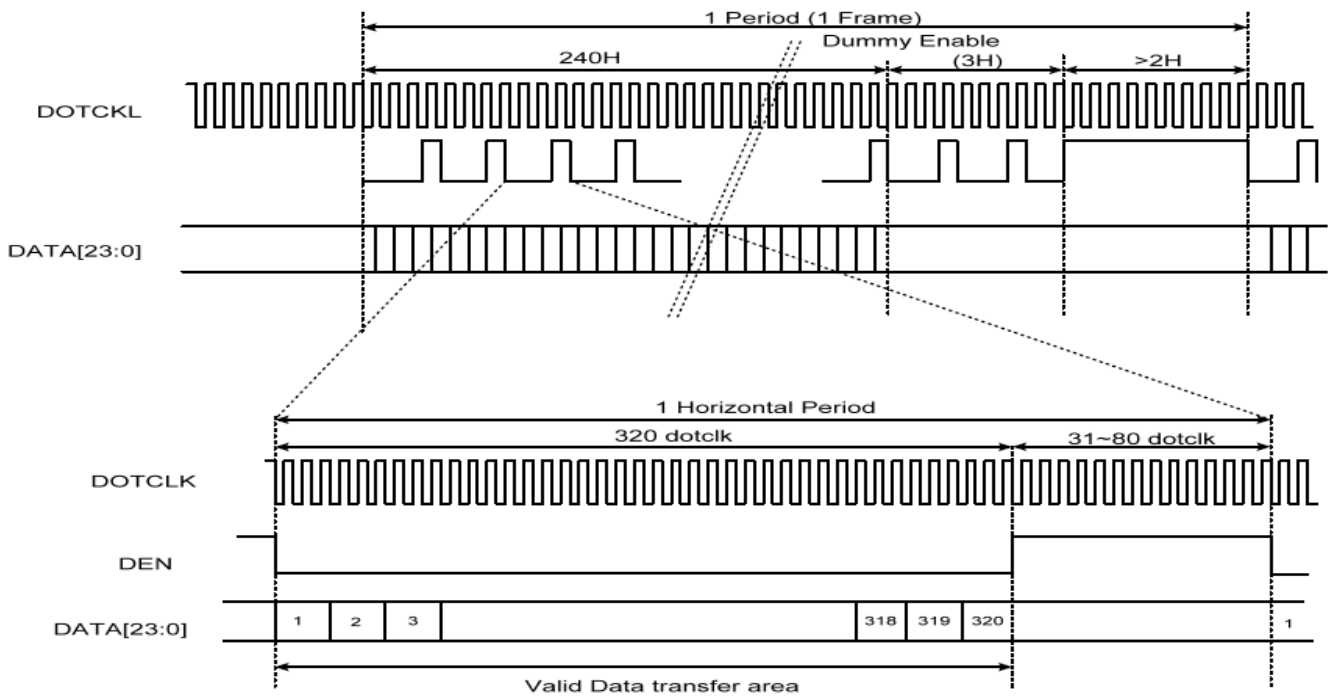 1 Period (1 Frame)
Dummy Enable
240H
(3H)
>2H
DOTCKL
DATA[23:0]
1 Horizontal Period
320 dotclk
31~80 dotclk
DOTCLK
DEN
DATA[23:0]
1 2 3 318 319 320 1
Valid Data transfer area